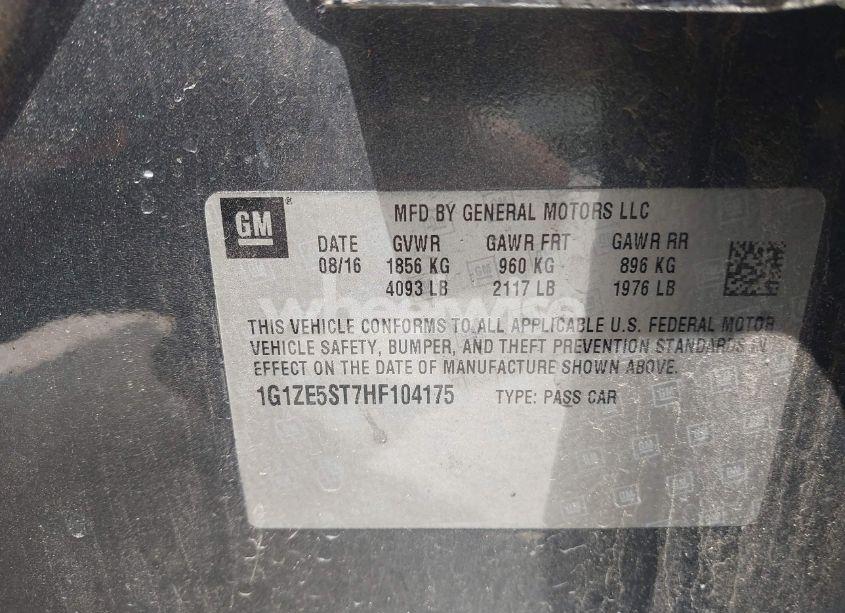 GM ®
MFD BY GENERAL MOTORS LLC
DATE GVWR GAWR FRT GAWR RR
08/16 1856 KG 960 KG 896 KG
4093 LB 2117 LB 1976 LB
THIS VEHICLE CONFORMS TO ALL APPLICABLE U.S. FEDERAL MOTOR
VEHICLE SAFETY, BUMPER, AND THEFT PREVENTION STANDARDS IN
EFFECT ON THE DATE OF MANUFACTURE SHOWN ABOVE.
1G1ZE5ST7HF104175 TYPE: PASS CAR